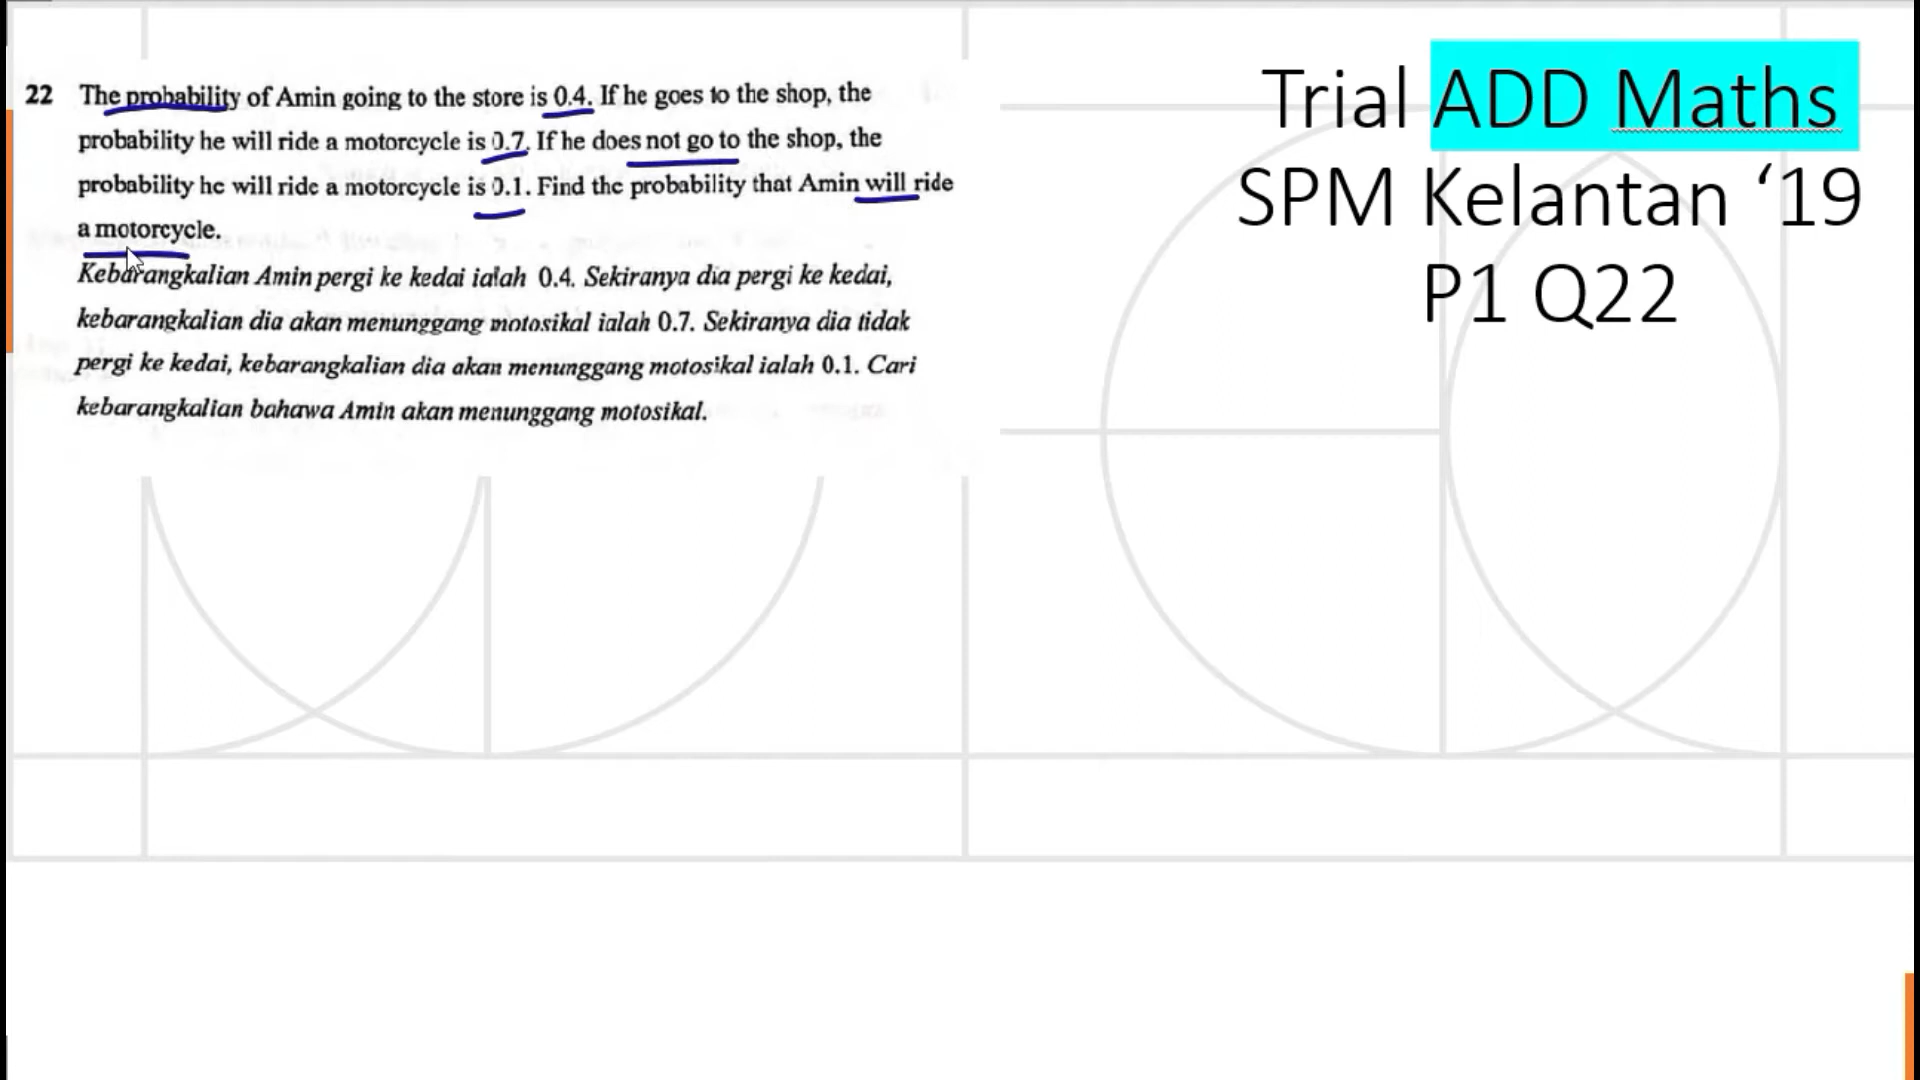 22 The probability of Amin going to the store is 0.4. If he goes to the shop, the
probability he will ride a motorcycle is 0.7. If he does not go to the shop, the
probability he will ride a motorcycle is 0.1. Find the probability that Amin will ride
a motorcycle.
Kebarangkalian Amin pergi ke kedai ialah 0.4. Sekiranya dia pergi ke kedai,
kebarangkalian dia akan menunggang motosikal ialah 0.7. Sekiranya dia tidak
pergi ke kedai, kebarangkalian dia akan menunggang motosikal ialah 0.1. Cari
kebarangkalian bahawa Amin akan menunggang motosikal.
Trial ADD Maths
SPM Kelantan ‘19
P1 Q22